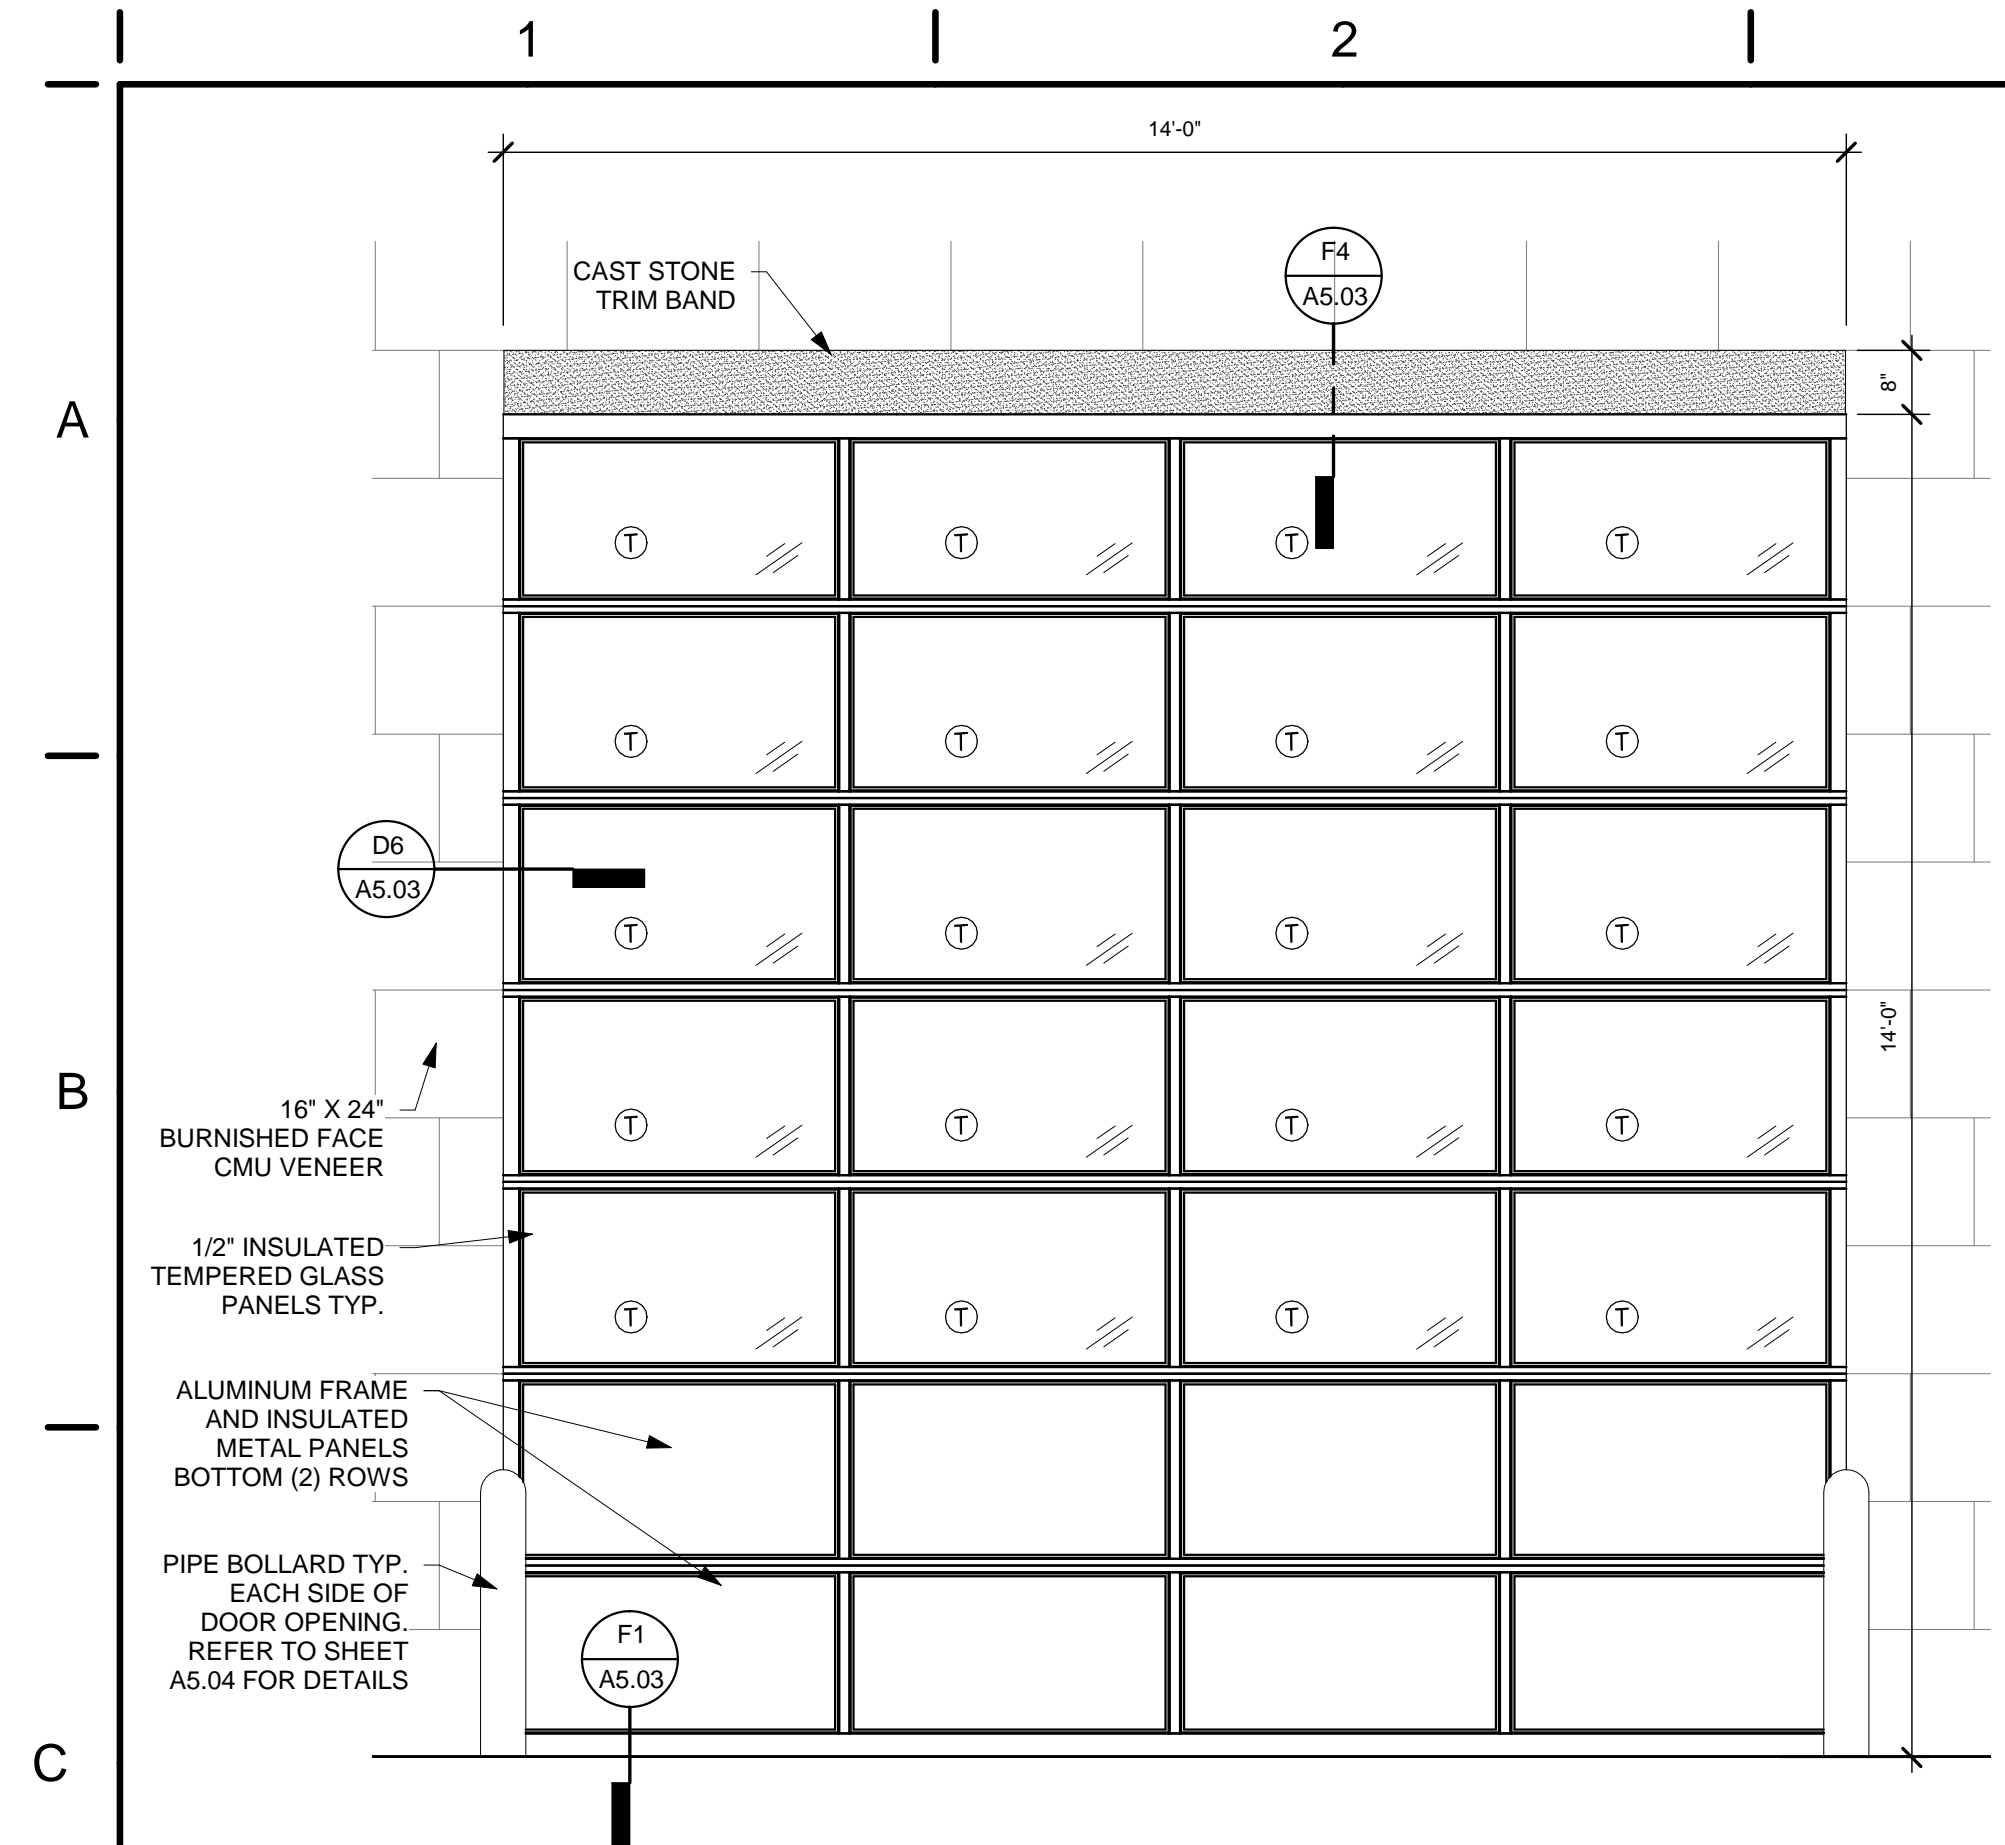 1
2
14'-0"
CAST STONE
TRIM BAND
F4
A5.03
8"
A
T
T
T
T
T
T
T
T
D6
A5.03
T
T
T
T
14'-0"
B
16" X 24"
BURNISHED FACE
CMU VENEER
T
T
T
T
1/2" INSULATED
TEMPERED GLASS
PANELS TYP.
T
T
T
T
ALUMINUM FRAME
AND INSULATED
METAL PANELS
BOTTOM (2) ROWS
PIPE BOLLARD TYP.
EACH SIDE OF
DOOR OPENING.
REFER TO SHEET
A5.04 FOR DETAILS
F1
A5.03
C